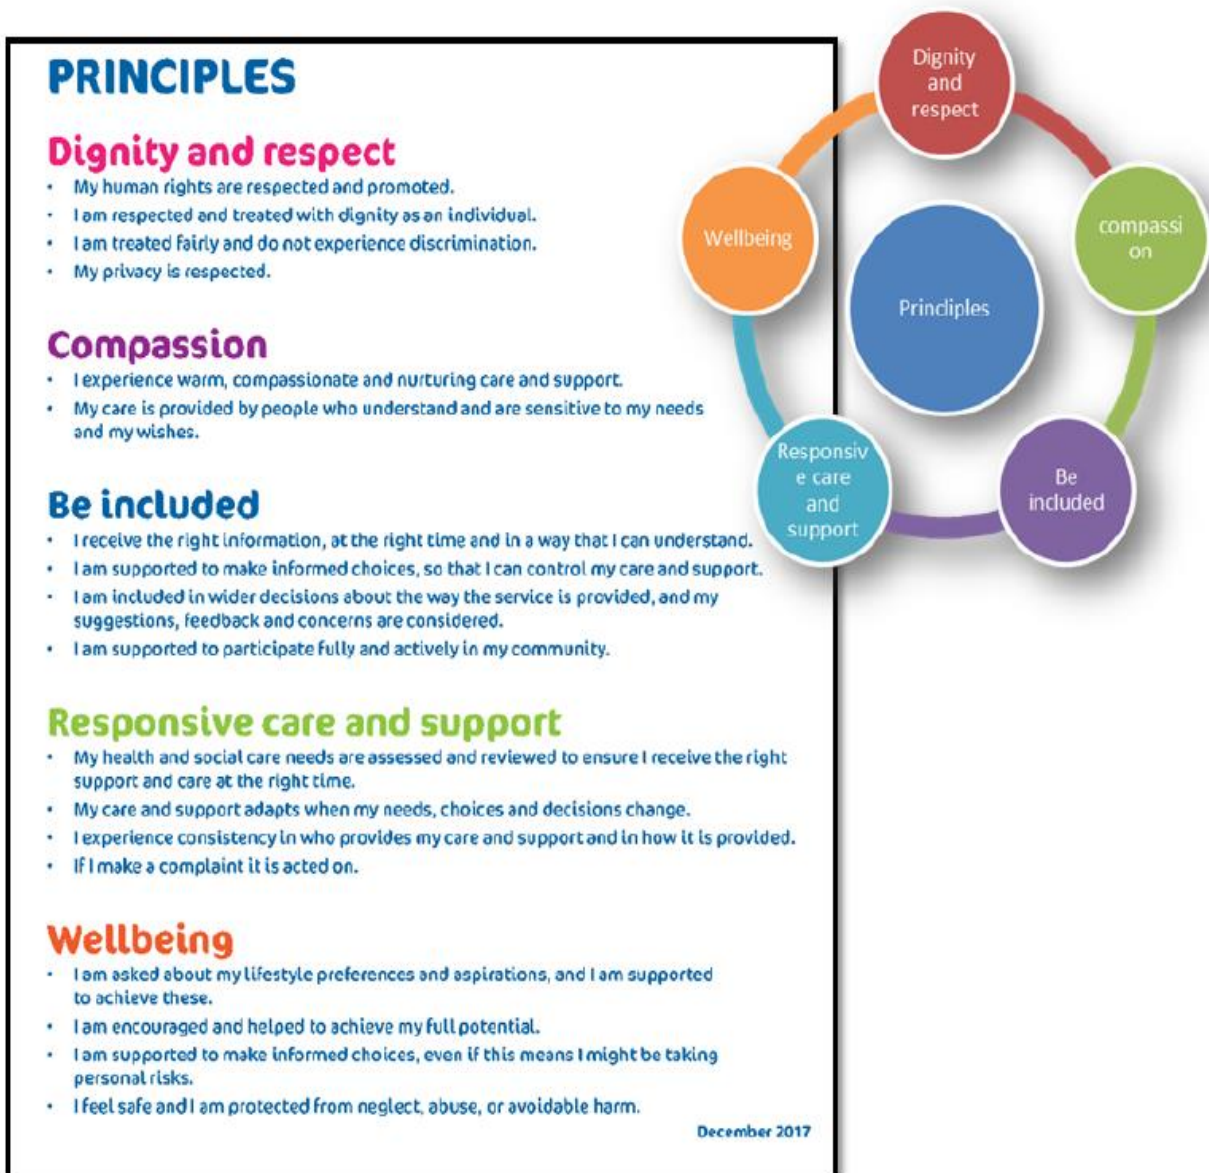 PRINCIPLES
Dignity and respect
• My human rights are respected and promoted.
• I am respected and treated with dignity as an individual.
• I am treated fairly and do not experience discrimination.
• My privacy is respected.
Compassion
• I experience warm, compassionate and nurturing care and support.
• My care is provided by people who understand and are sensitive to my needs
and my wishes.
Be included
• I receive the right information, at the right time and in a way that I can understand.
• I am supported to make informed choices, so that I can control my care and support.
• I am included in wider decisions about the way the service is provided, and my
suggestions, feedback and concerns are considered.
• I am supported to participate fully and actively in my community.
Responsive care and support
• My health and social care needs are assessed and reviewed to ensure I receive the right
support and care at the right time.
• My care and support adapts when my needs, choices and decisions change.
• I experience consistency in who provides my care and support and in how it is provided.
• If I make a complaint it is acted on.
Wellbeing
• I am asked about my lifestyle preferences and aspirations, and I am supported
to achieve these.
• I am encouraged and helped to achieve my full potential.
• I am supported to make informed choices, even if this means I might be taking
personal risks.
• I feel safe and I am protected from neglect, abuse, or avoidable harm.
December 2017
Dignity
and
respect
compassi
on
Be
included
Responsiv
e care
and
support
Wellbeing
Princliples